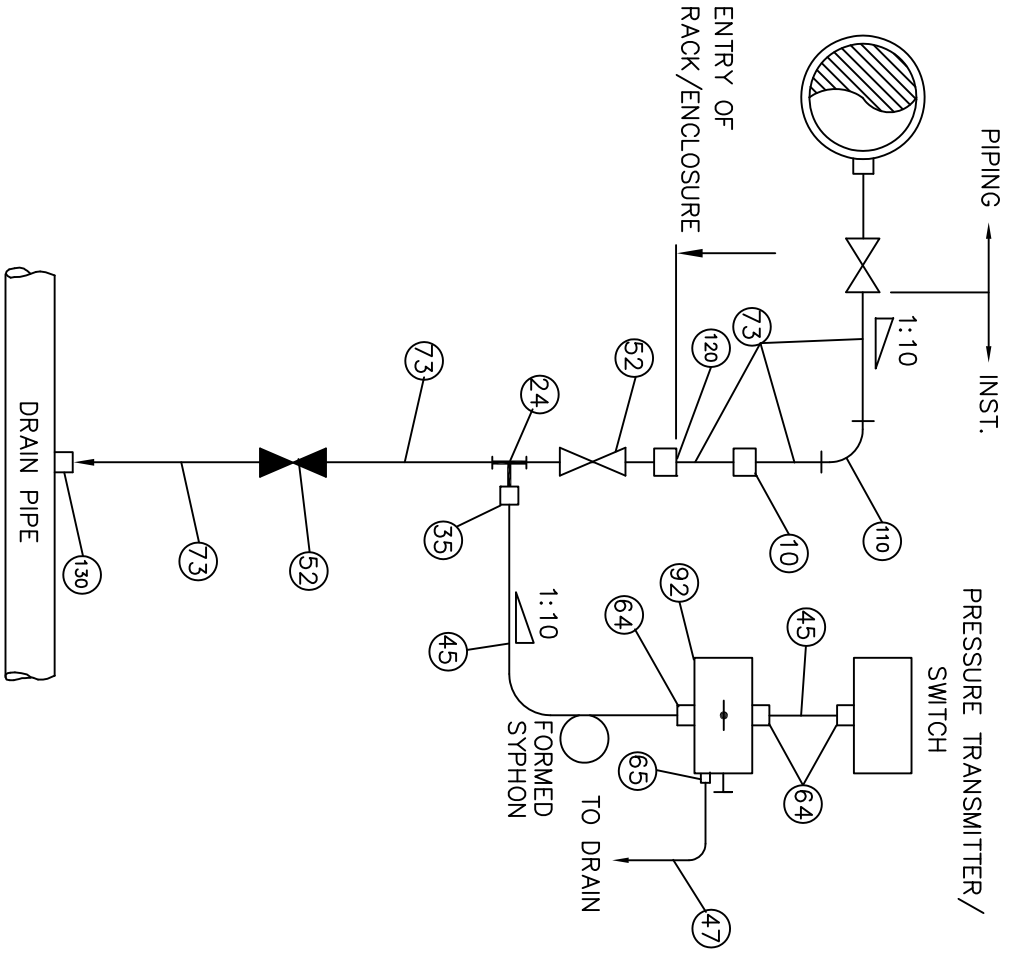 PIPING
INST.
PRESSURE TRANSMITTER/
SWITCH
1:10
110
45
64
10
73
ENTRY OF
RACK/ENCLOSURE
120
47
92
65
52
64
TO DRAIN
1:10
FORMED
SYPHON
24
45
35
73
52
73
130
DRAIN PIPE